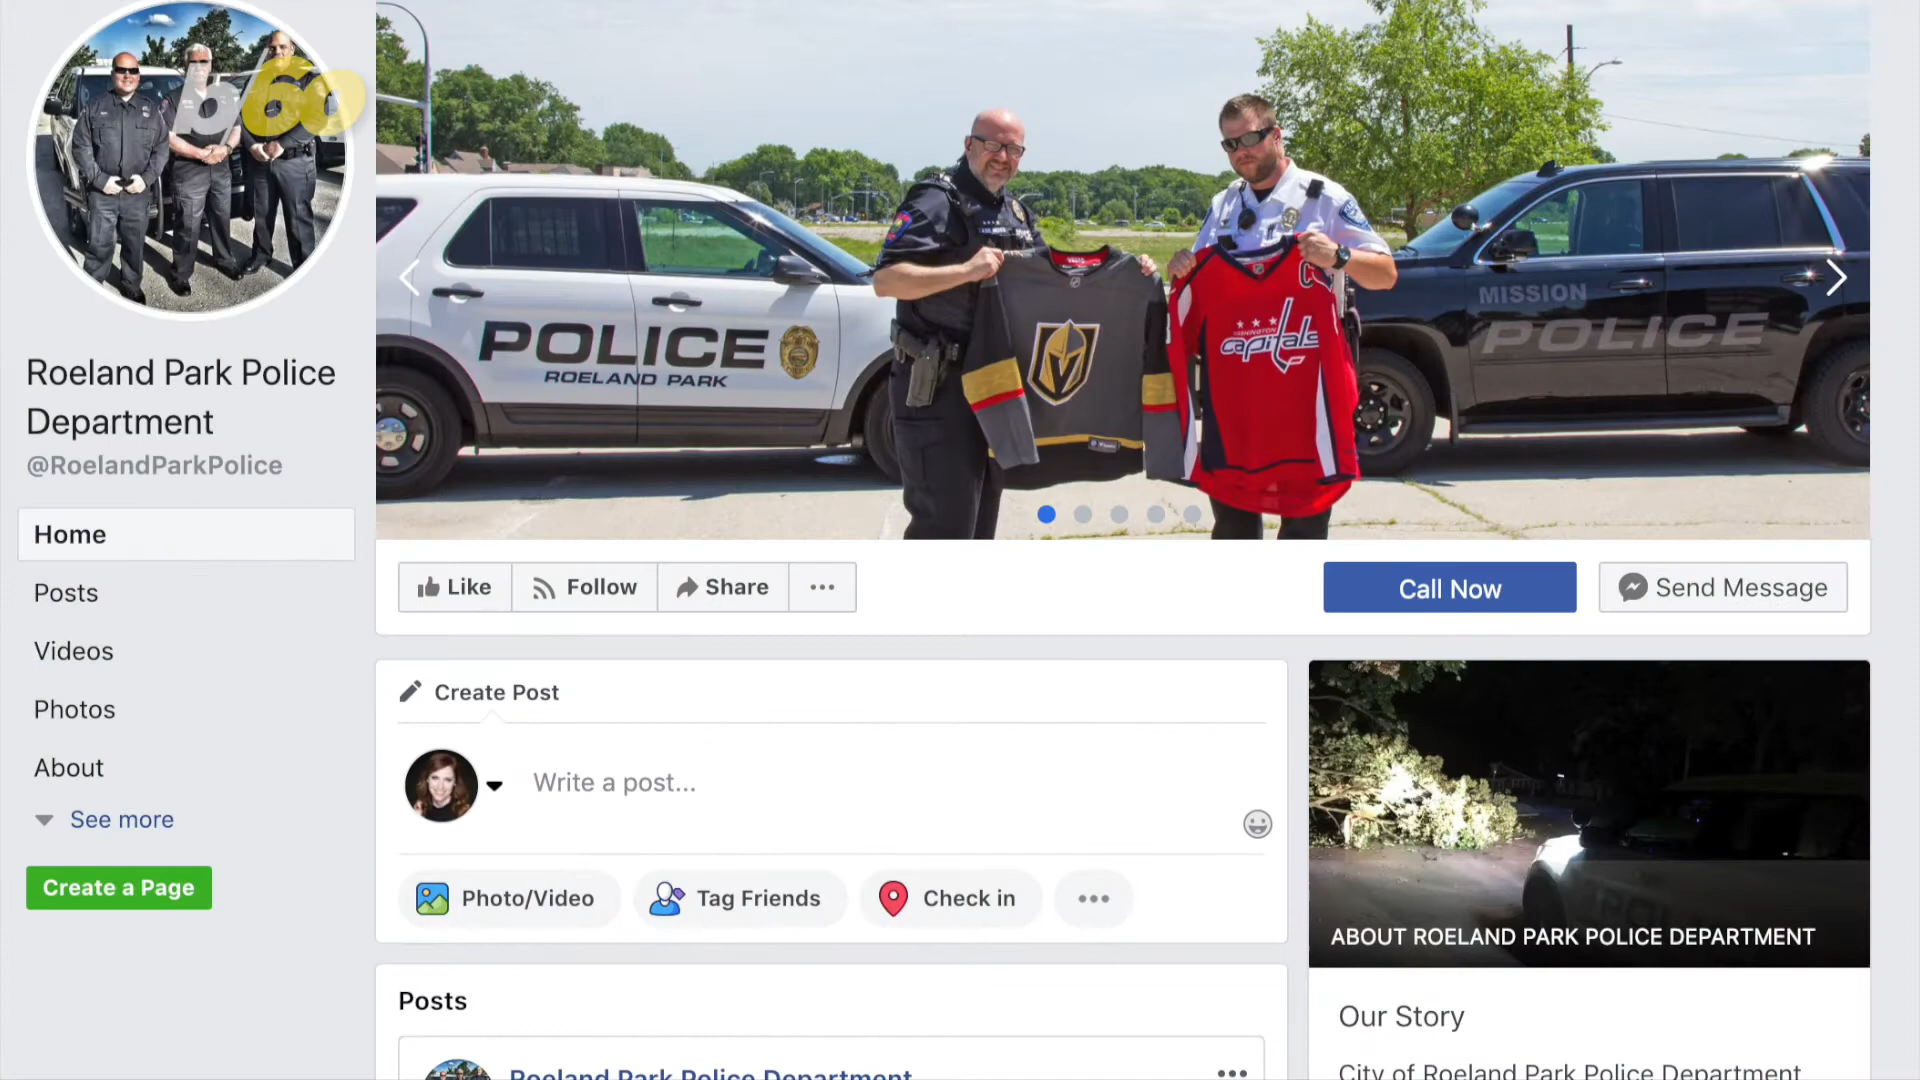 b/60
POLICE
ROELAND PARK
WASHINGTON
capitals
C
MISSION
POLICE
Roeland Park Police
Department
@RoelandParkPolice
Home
Posts
Videos
Photos
About
See more
Create a Page
Like
Follow
Share
Call Now
Send Message
Create Post
Write a post...
Photo/Video
Tag Friends
Check in
Posts
Roeland Park Police Department
ABOUT ROELAND PARK POLICE DEPARTMENT
Our Story
City of Roeland Park Police Department